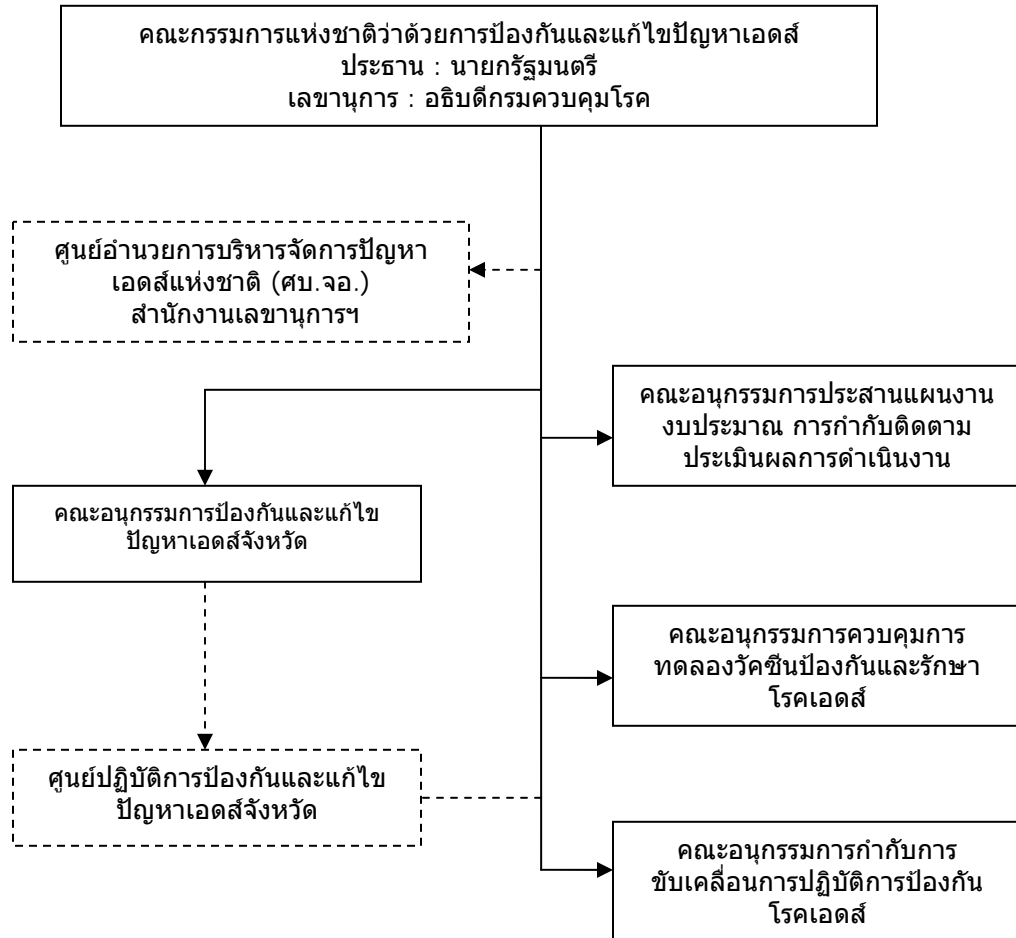 คณะกรรมการแห่งชาติว่าด้วยการป้องกันและแก้ไขปัญหาเอดส์
ประธาน : นายกรัฐมนตรี
เลขานุการ : อธิบดีกรมควบคุมโรค
ศูนย์อำนวยการบริหารจัดการปัญหา
เอดส์แห่งชาติ (ศบ.จอ.)
สำนักงานเลขานุการฯ
คณะอนุกรรมการประสานแผนงาน
งบประมาณ การกำกับติดตาม
ประเมินผลการดำเนินงาน
คณะอนุกรรมการป้องกันและแก้ไข
ปัญหาเอดส์จังหวัด
คณะอนุกรรมการควบคุมการ
ทดลองวัคซีนป้องกันและรักษา
โรคเอดส์
ศูนย์ปฏิบัติการป้องกันและแก้ไข
ปัญหาเอดส์จังหวัด
คณะอนุกรรมการกำกับการ
ขับเคลื่อนการปฏิบัติการป้องกัน
โรคเอดส์